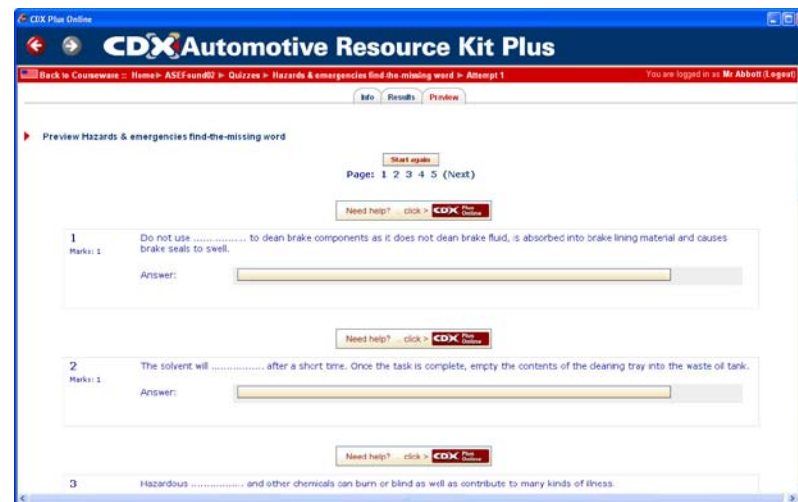 CDX Plus Online
CDX Automotive Resource Kit Plus
Back to Courseware :: Home ► ASEFound02 ► Quizzes ► Hazards & emergencies find-the-missing word ► Attempt 1
You are logged in as Mr Abbott (Logout)
Info Results Preview
Preview Hazards & emergencies find-the-missing word
Start again
Page: 1 2 3 4 5 (Next)
Need help? .. click > CDX Plus Online
1 Do not use ................. to clean brake components as it does not clean brake fluid, is absorbed into brake lining material and causes
Marks: 1 brake seals to swell.
Answer:
Need help? .. click > CDX Plus Online
2 The solvent will ................. after a short time. Once the task is complete, empty the contents of the cleaning tray into the waste oil tank.
Marks: 1
Answer:
Need help? .. click > CDX Plus Online
3 Hazardous ................. and other chemicals can burn or blind as well as contribute to many kinds of illness.